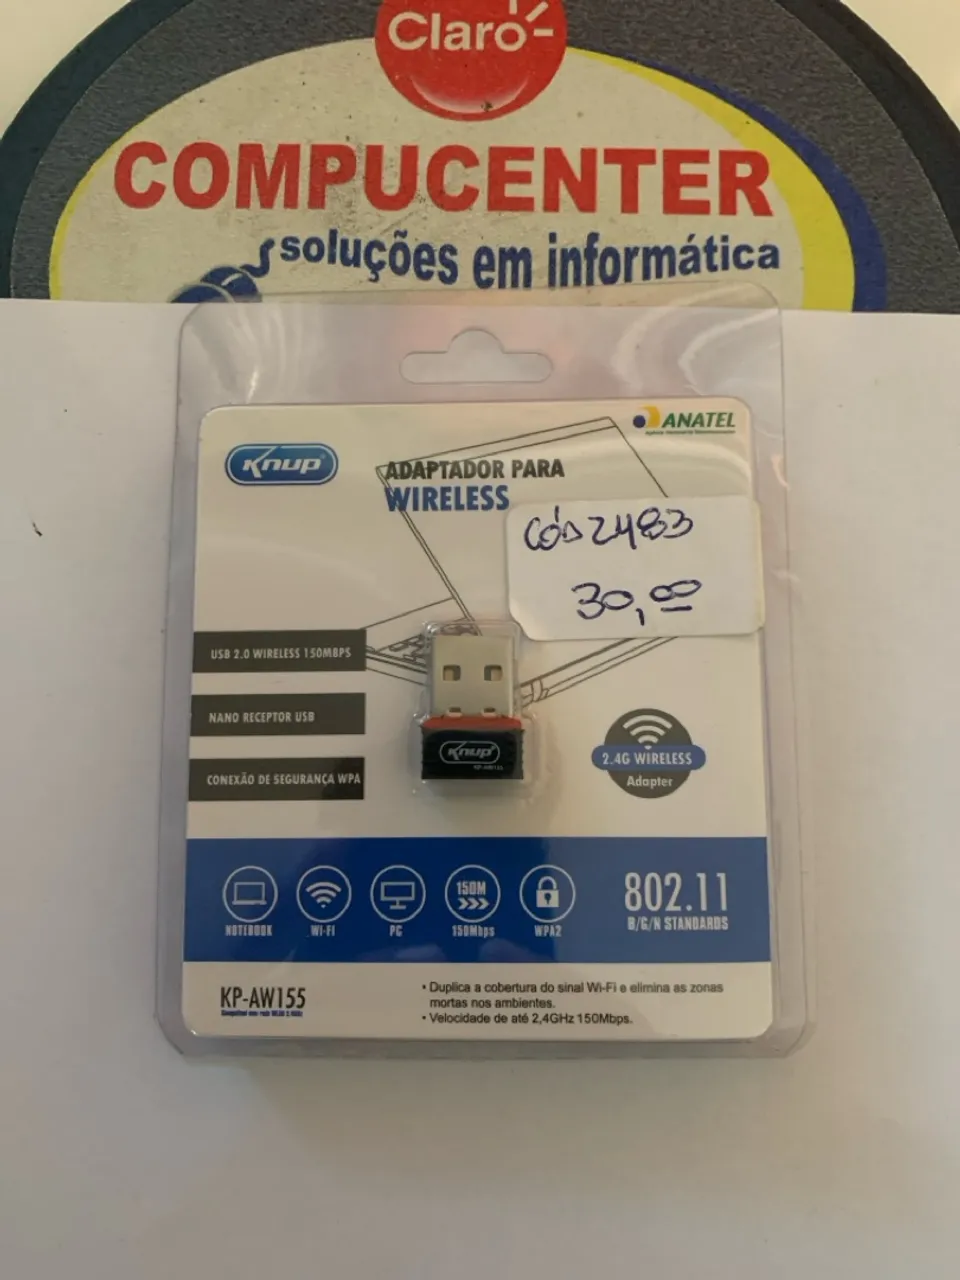 Claro
COMPUCENTER
soluções em informática
ANATEL
Knup
ADAPTADOR PARA
WIRELESS
CÓD 2483
30,00
USB 2.0 WIRELESS 150MBPS
NANO RECEPTOR USB
CONEXÃO DE SEGURANÇA WPA
Knup
KP-AW155
2.4G WIRELESS
Adapter
150M
NOTEBOOK
WI-FI
PC
150Mbps
WPA2
802.11
B/G/N STANDARDS
KP-AW155
• Duplica a cobertura do sinal Wi-Fi e elimina as zonas
mortas nos ambientes.
• Velocidade de até 2,4GHz 150Mbps.